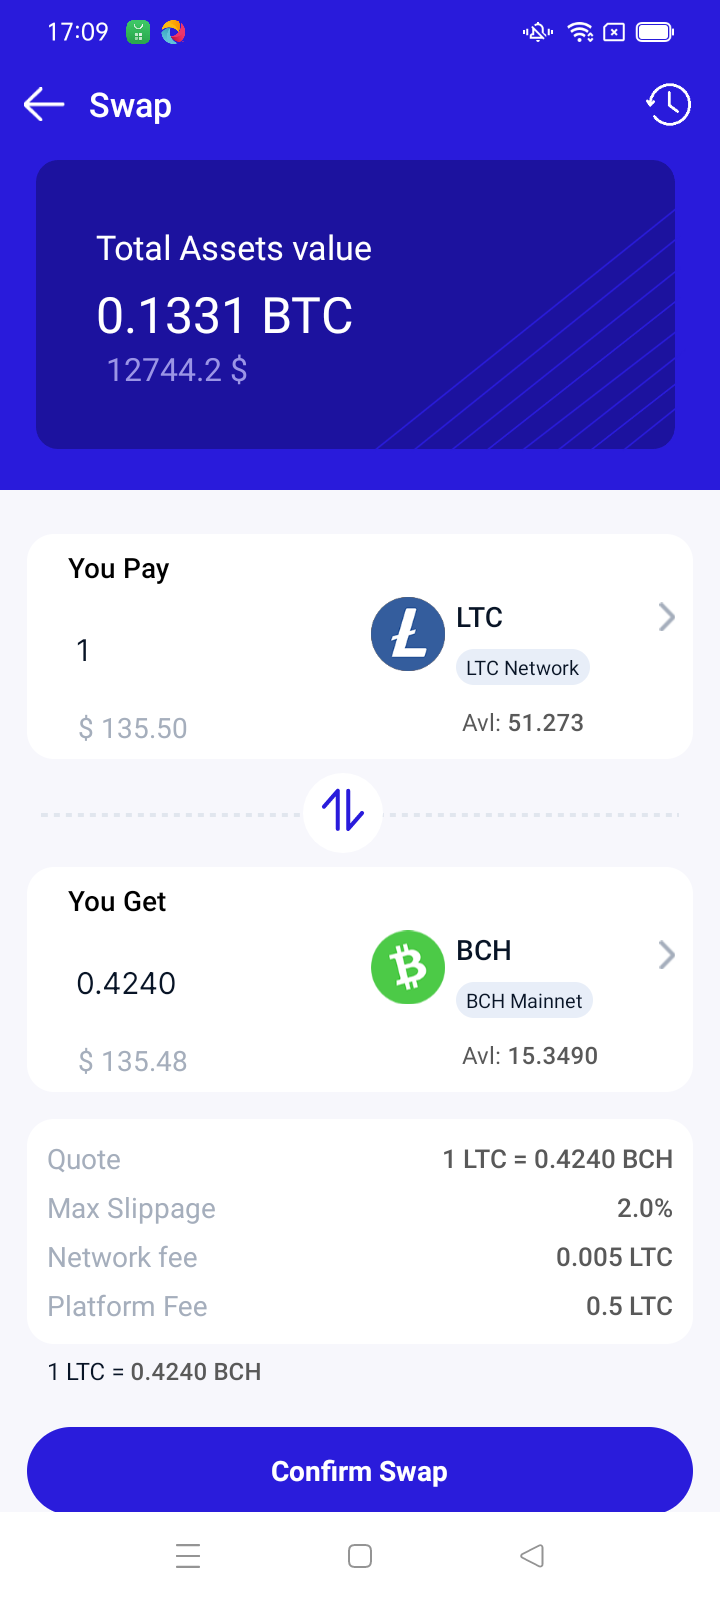 17:09
Swap
Total Assets value
0.1331 BTC
12744.2 $
You Pay
1
LTC
LTC Network
$ 135.50
Avl: 51.273
You Get
0.4240
BCH
BCH Mainnet
$ 135.48
Avl: 15.3490
Quote 1 LTC = 0.4240 BCH
Max Slippage 2.0%
Network fee 0.005 LTC
Platform Fee 0.5 LTC
1 LTC = 0.4240 BCH
Confirm Swap